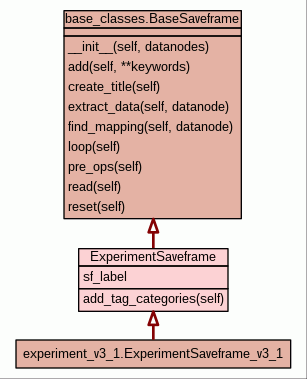 base_classes.BaseSaveframe
__init__(self, datanodes)
add(self, **keywords)
create_title(self)
extract_data(self, datanode)
find_mapping(self, datanode)
loop(self)
pre_ops(self)
read(self)
reset(self)
ExperimentSaveframe
sf_label
add_tag_categories(self)
experiment_v3_1.ExperimentSaveframe_v3_1